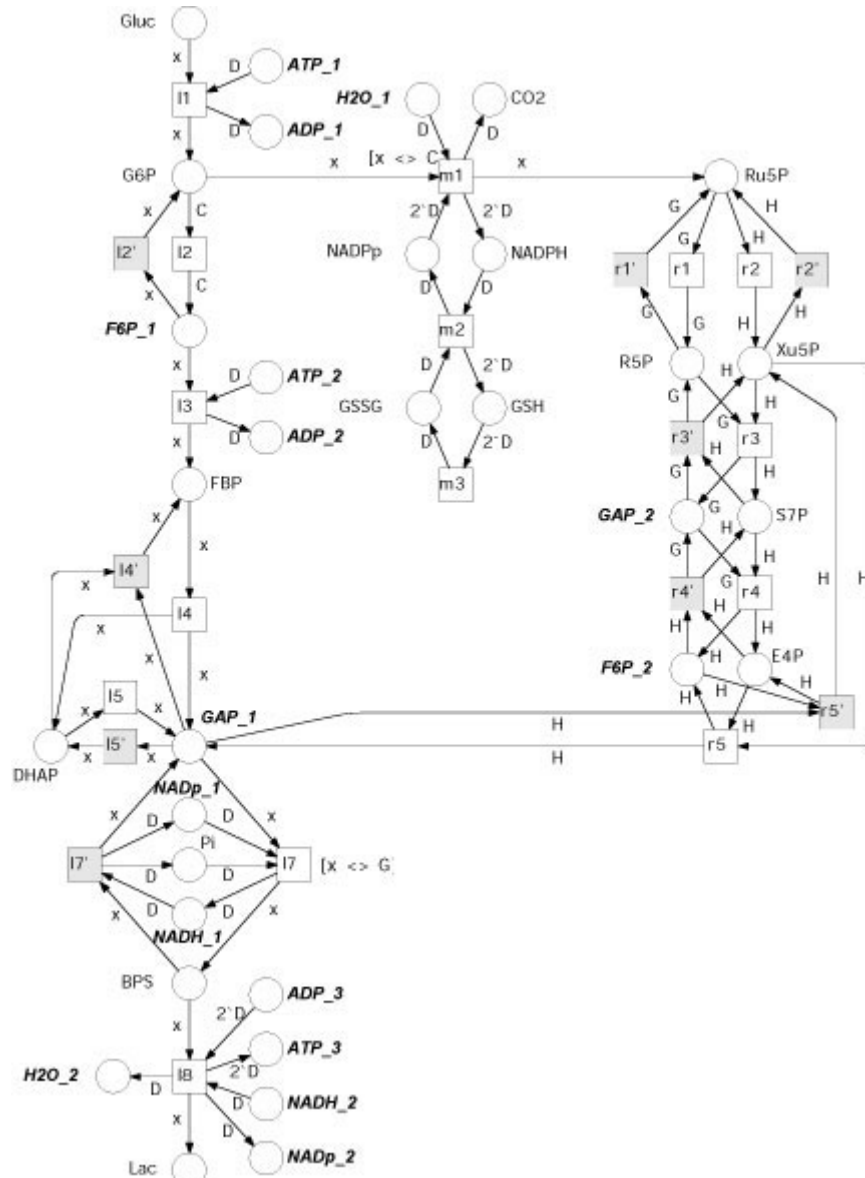 Gluc
x
D
ATP_1
l1
x
D
ADP_1
H2O_1
CO2
D
D
G6P
x
[x <> C
m1
x
Ru5P
x
C
l2'
l2
x
C
F6P_1
2`D
2`D
NADPp
NADPH
D
D
m2
D
2`D
GSSG
GSH
D
2`D
m3
G
G
H
H
r1'
r1
r2
r2'
G
G
H
H
R5P
Xu5P
H
G
H
r3'
r3
G
G
H
H
GAP_2
S7P
G
G
H
H
r4'
r4
H
H
H
H
F6P_2
E4P
H
H
H
H
r5'
r5
H
H
H
H
x
D
ATP_2
l3
x
D
ADP_2
FBP
x
x
l4'
x
l4
x
x
x
l5
x
x
GAP_1
l5'
x
x
DHAP
NADp_1
x
D
D
x
Pi
l7'
D
D
l7
[x <> G]
D
D
x
NADH_1
x
BPS
x
2`D
ADP_3
ATP_3
2`D
H2O_2
D
l8
D
NADH_2
x
D
NADp_2
Lac